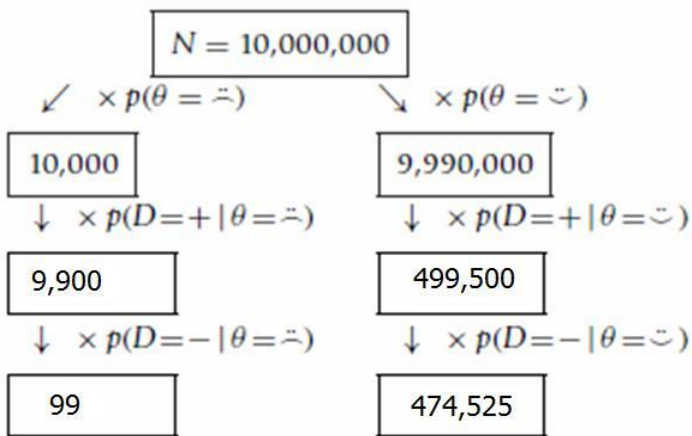 N = 10,000,000
↙ × p(θ = ⍨) ↘ × p(θ = ⍥)
10,000 9,990,000
↓ × p(D=+|θ=⍨) ↓ × p(D=+|θ=⍥)
9,900 499,500
↓ × p(D=−|θ=⍨) ↓ × p(D=−|θ=⍥)
99 474,525